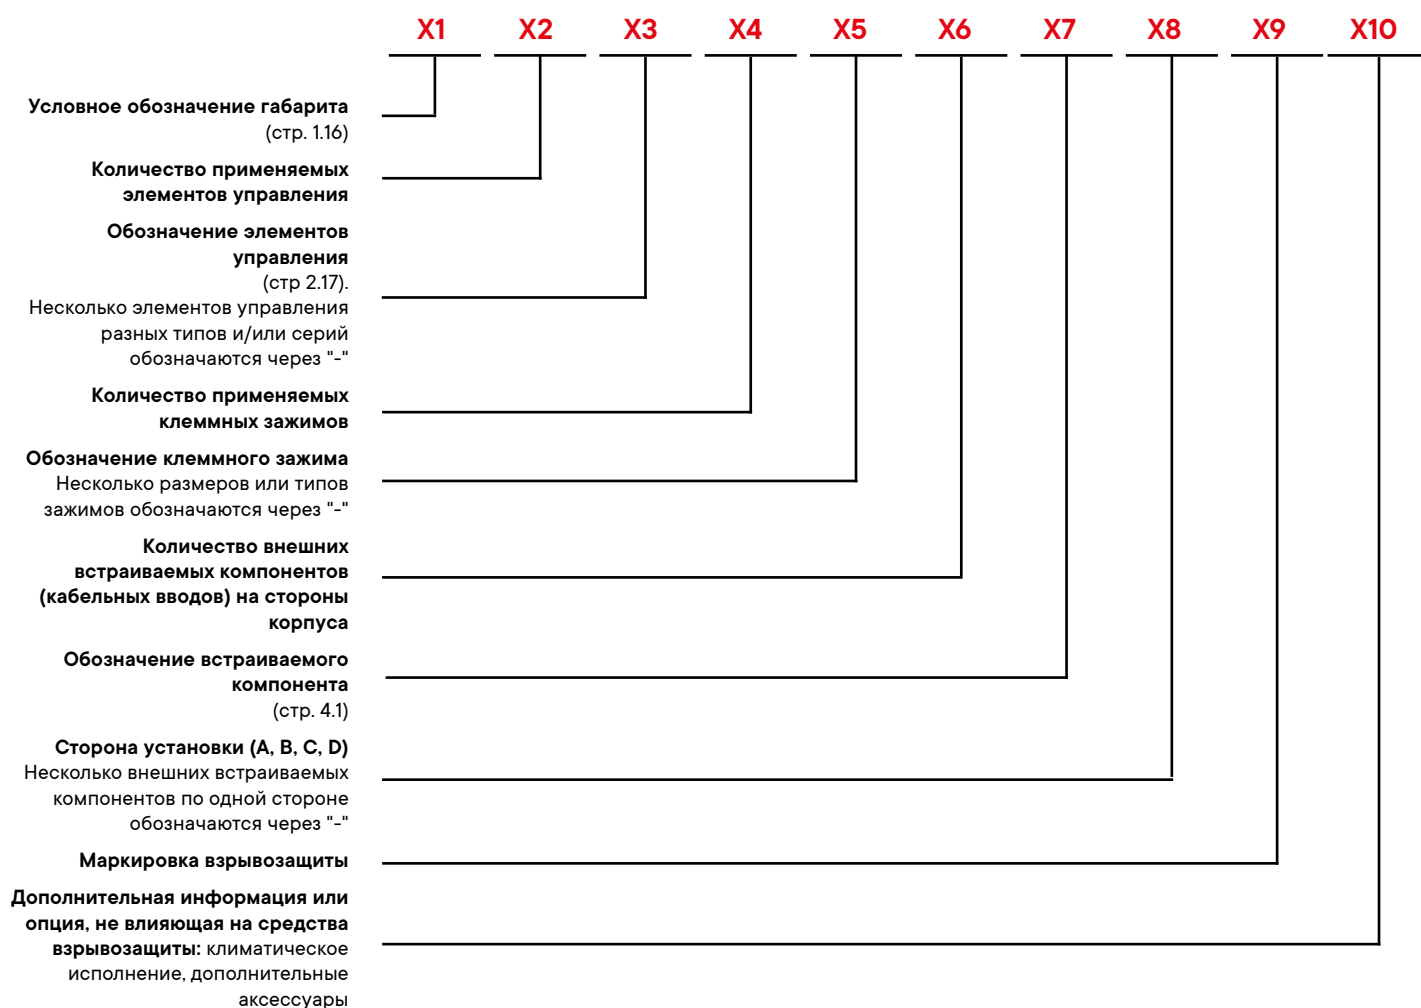 X1 X2 X3 X4 X5 X6 X7 X8 X9 X10
Условное обозначение габарита
(стр. 1.16)
Количество применяемых
элементов управления
Обозначение элементов
управления
(стр 2.17).
Несколько элементов управления
разных типов и/или серий
обозначаются через "-"
Количество применяемых
клеммных зажимов
Обозначение клеммного зажима
Несколько размеров или типов
зажимов обозначаются через "-"
Количество внешних
встраиваемых компонентов
(кабельных вводов) на стороны
корпуса
Обозначение встраиваемого
компонента
(стр. 4.1)
Сторона установки (A, B, C, D)
Несколько внешних встраиваемых
компонентов по одной стороне
обозначаются через "-"
Маркировка взрывозащиты
Дополнительная информация или
опция, не влияющая на средства
взрывозащиты: климатическое
исполнение, дополнительные
аксессуары